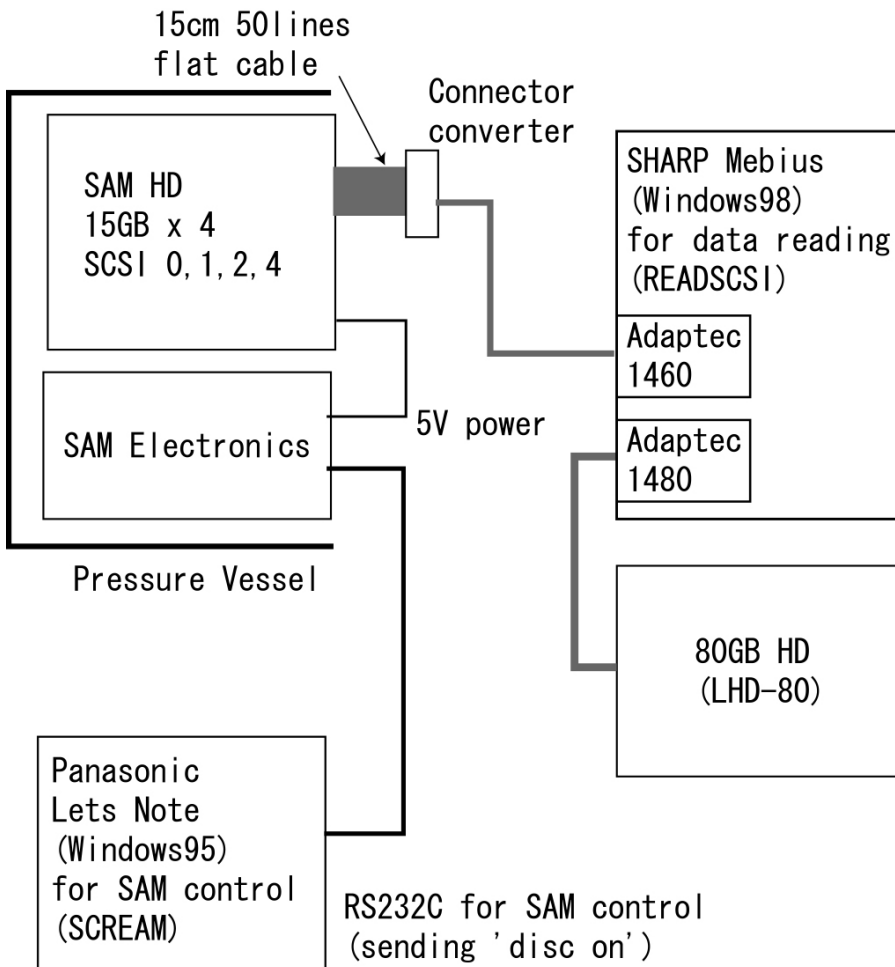 15cm 50lines
flat cable
Connector
converter
SAM HD
15GB x 4
SCSI 0,1,2,4
SHARP Mebius
(Windows98)
for data reading
(READSCSI)
Adaptec
1460
5V power
SAM Electronics
Adaptec
1480
Pressure Vessel
80GB HD
(LHD-80)
Panasonic
Lets Note
(Windows95)
for SAM control
(SCREAM)
RS232C for SAM control
(sending 'disc on')